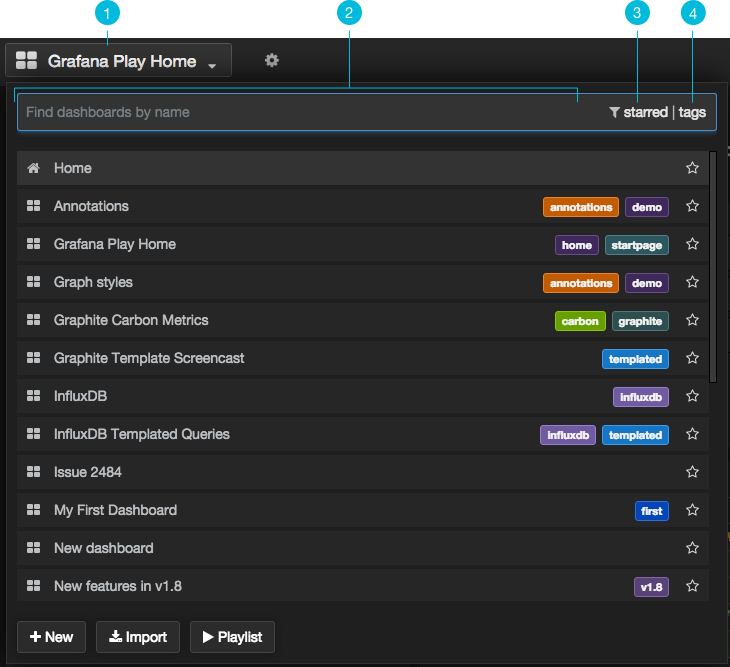 1 2 3 4
Grafana Play Home
Find dashboards by name starred | tags
Home
Annotations annotations demo
Grafana Play Home home startpage
Graph styles annotations demo
Graphite Carbon Metrics carbon graphite
Graphite Template Screencast templated
InfluxDB influxdb
InfluxDB Templated Queries influxdb templated
Issue 2484
My First Dashboard first
New dashboard
New features in v1.8 v1.8
New Import Playlist